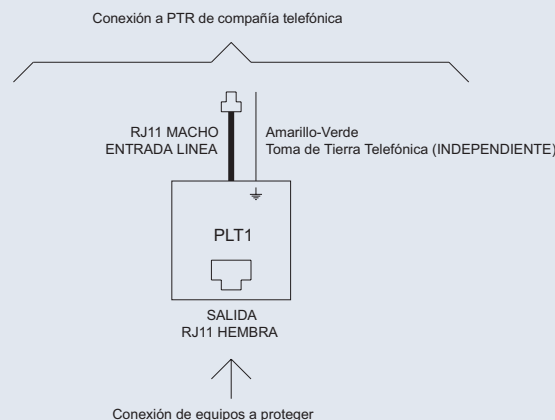 Conexión a PTR de compañía telefónica
RJ11 MACHO
ENTRADA LINEA
Amarillo-Verde
Toma de Tierra Telefónica (INDEPENDIENTE)
PLT1
SALIDA
RJ11 HEMBRA
Conexión de equipos a proteger